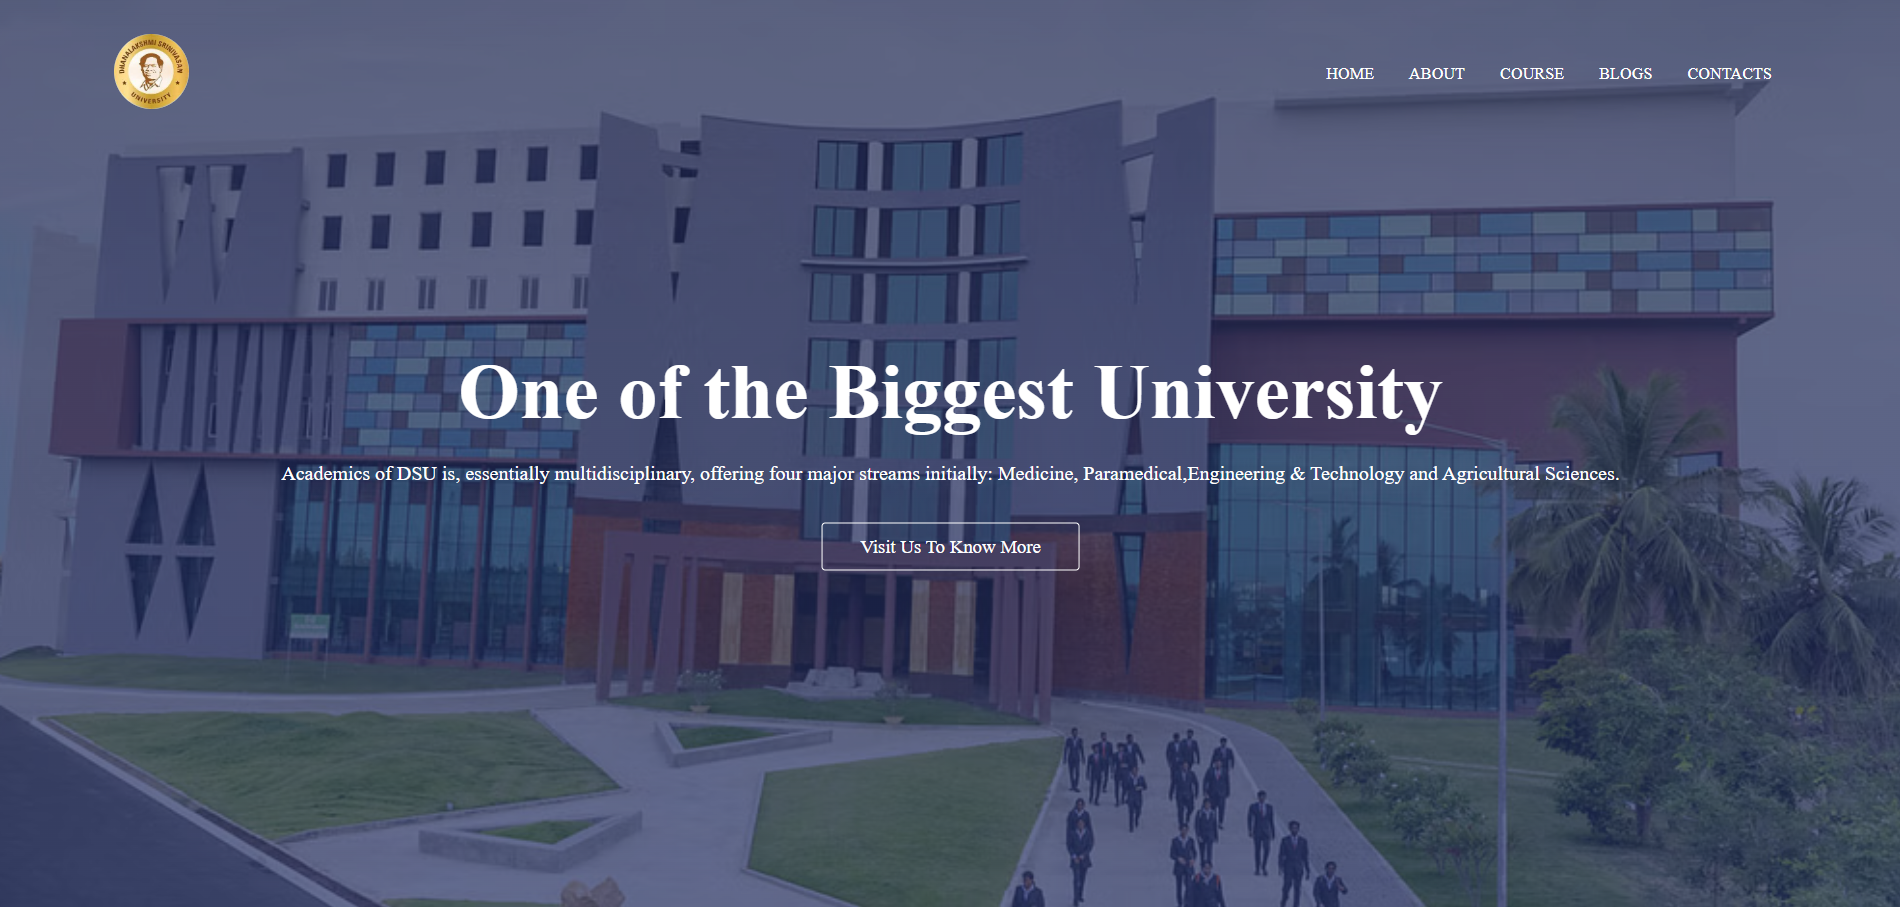 DHANALAKSHMI SRINIVASAN
UNIVERSITY
HOME ABOUT COURSE BLOGS CONTACTS
One of the Biggest University
Academics of DSU is, essentially multidisciplinary, offering four major streams initially: Medicine, Paramedical,Engineering & Technology and Agricultural Sciences.
Visit Us To Know More